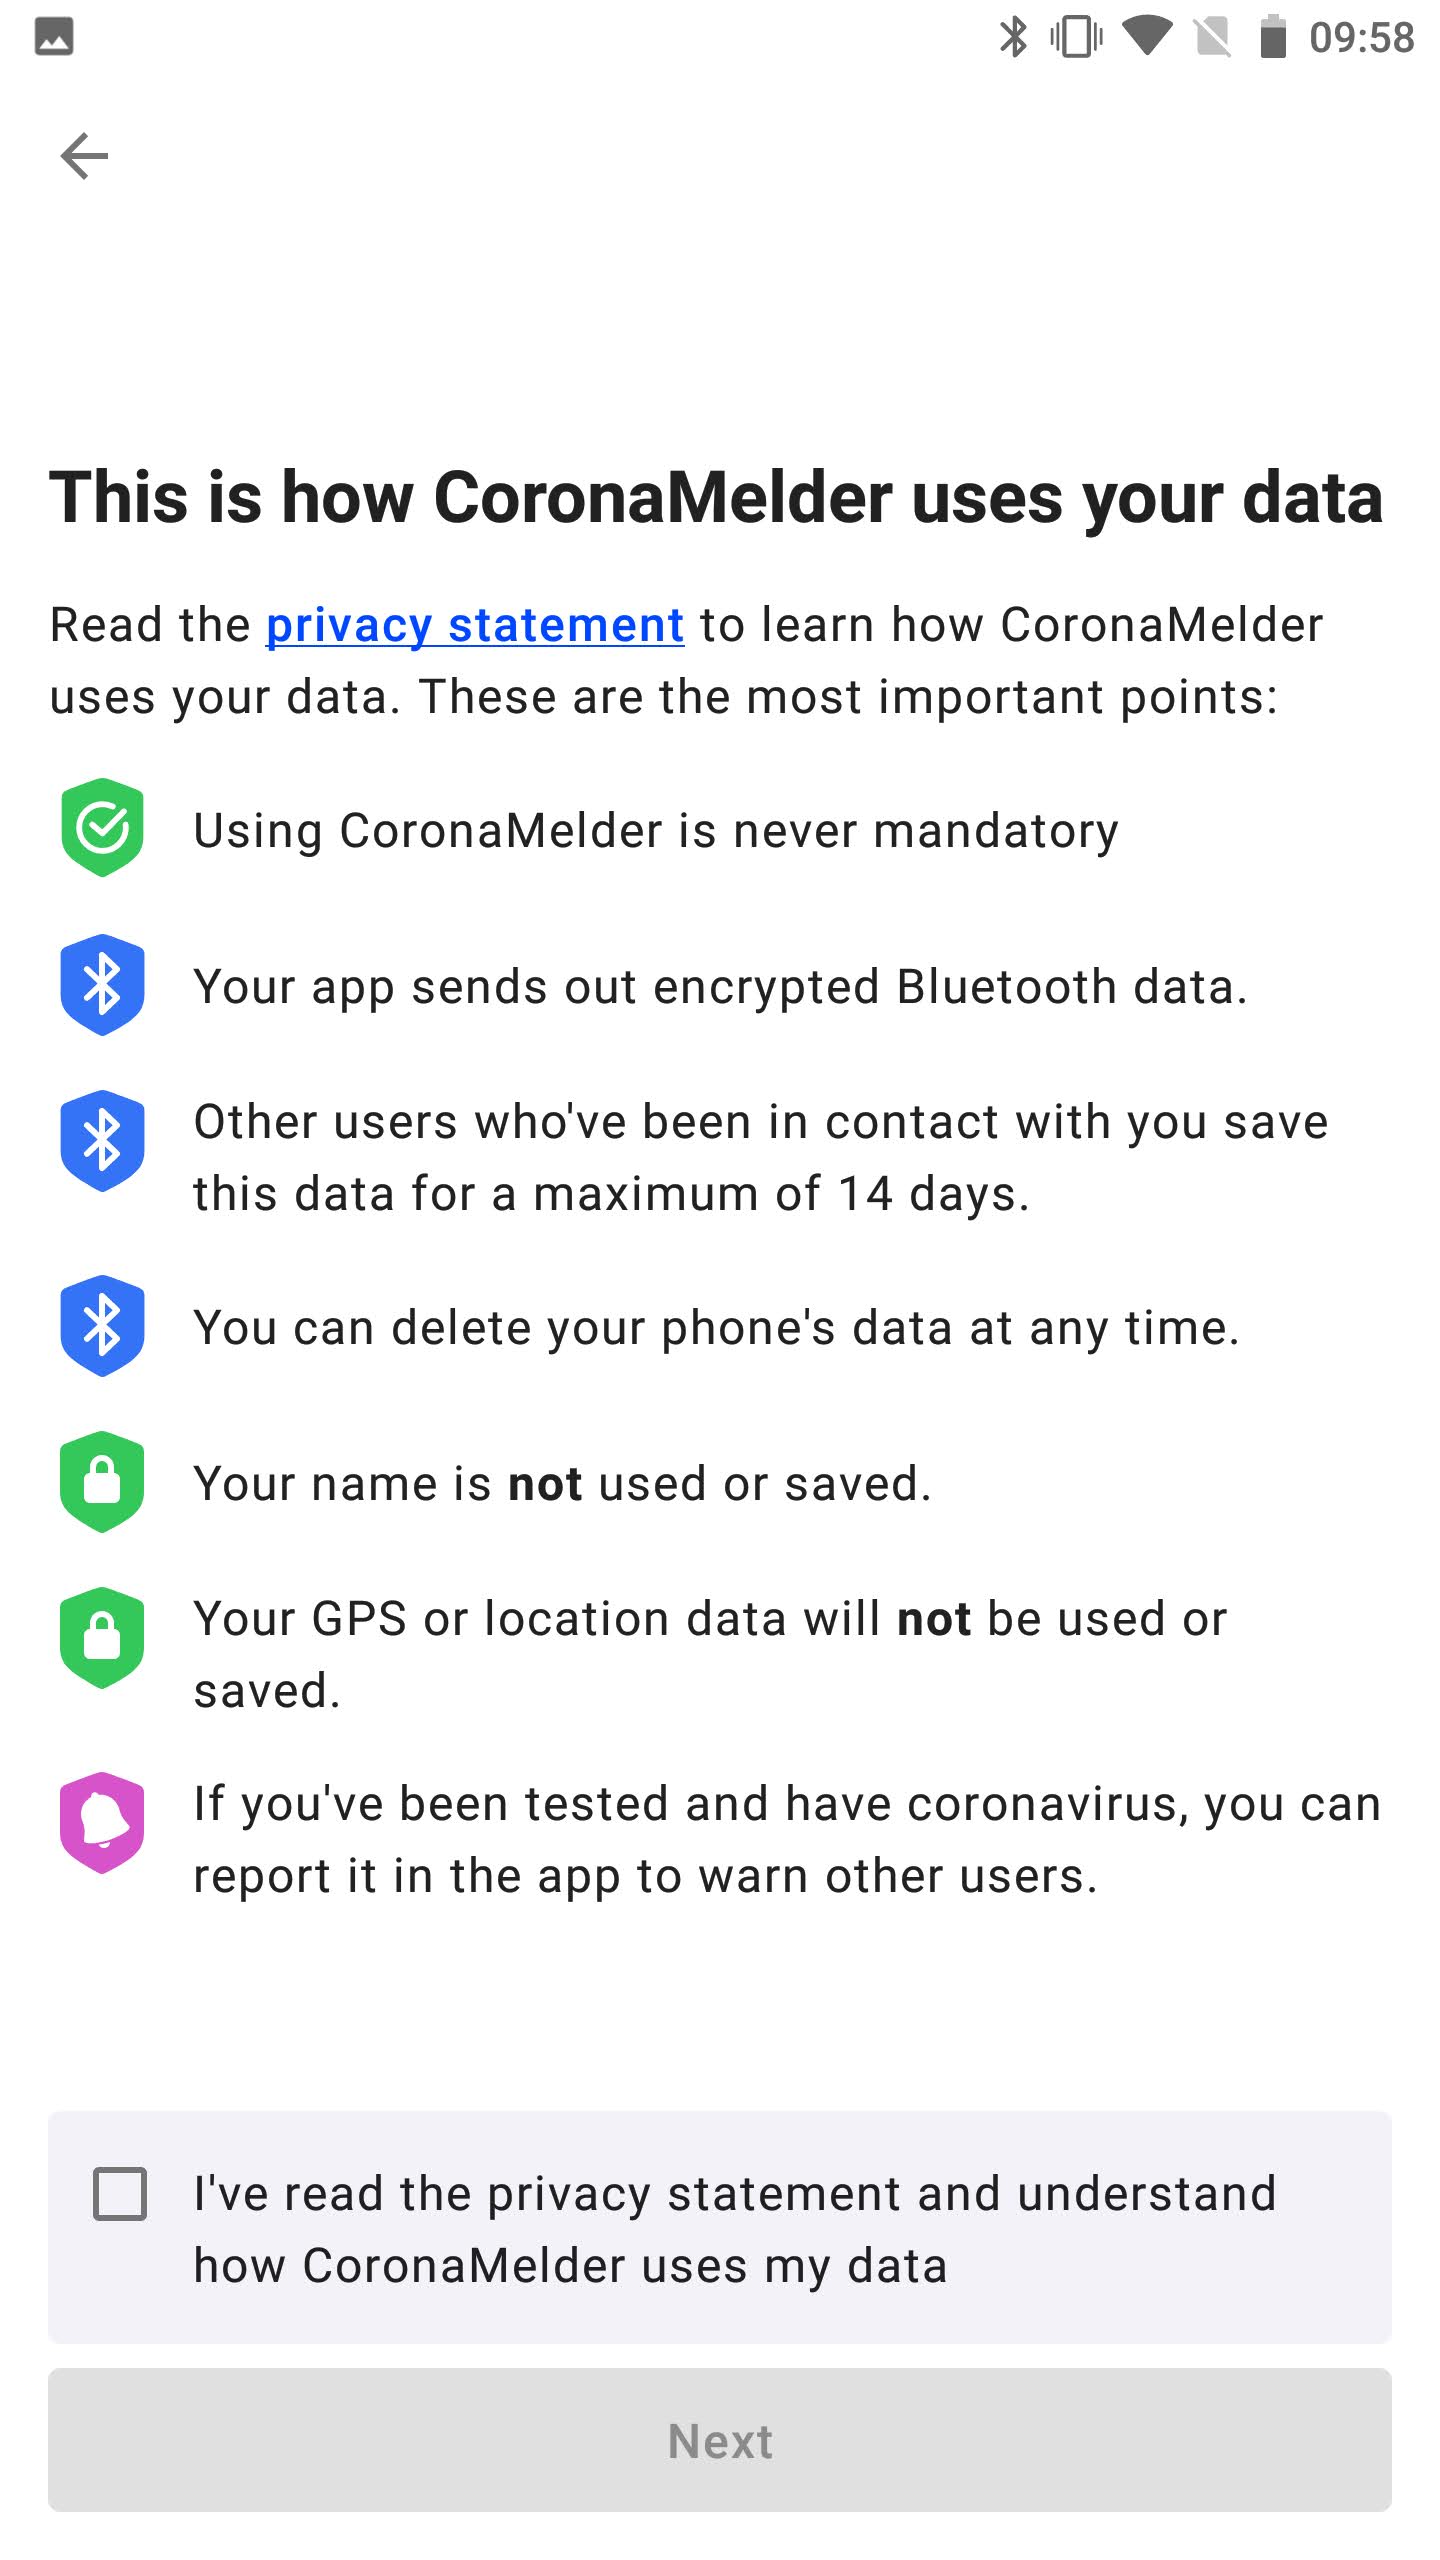 09:58
This is how CoronaMelder uses your data
Read the privacy statement to learn how CoronaMelder
uses your data. These are the most important points:
Using CoronaMelder is never mandatory
Your app sends out encrypted Bluetooth data.
Other users who've been in contact with you save
this data for a maximum of 14 days.
You can delete your phone's data at any time.
Your name is not used or saved.
Your GPS or location data will not be used or
saved.
If you've been tested and have coronavirus, you can
report it in the app to warn other users.
I've read the privacy statement and understand
how CoronaMelder uses my data
Next